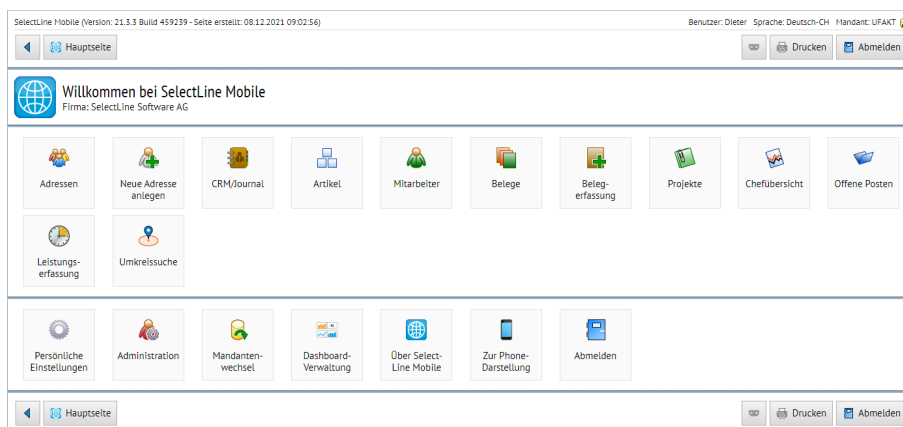 SelectLine Mobile (Version: 21.3.3 Build 459239 - Seite erstellt: 08.12.2021 09:02:56)
Benutzer: Dieter Sprache: Deutsch-CH Mandant: UFAKT
Hauptseite
Drucken
Abmelden
Willkommen bei SelectLine Mobile
Firma: SelectLine Software AG
Adressen
Neue Adresse
anlegen
CRM/Journal
Artikel
Mitarbeiter
Belege
Beleg-
erfassung
Projekte
Chefübersicht
Offene Posten
Leistungs-
erfassung
Umkreissuche
Persönliche
Einstellungen
Administration
Mandanten-
wechsel
Dashboard-
Verwaltung
Über Select-
Line Mobile
Zur Phone-
Darstellung
Abmelden
Hauptseite
Drucken
Abmelden